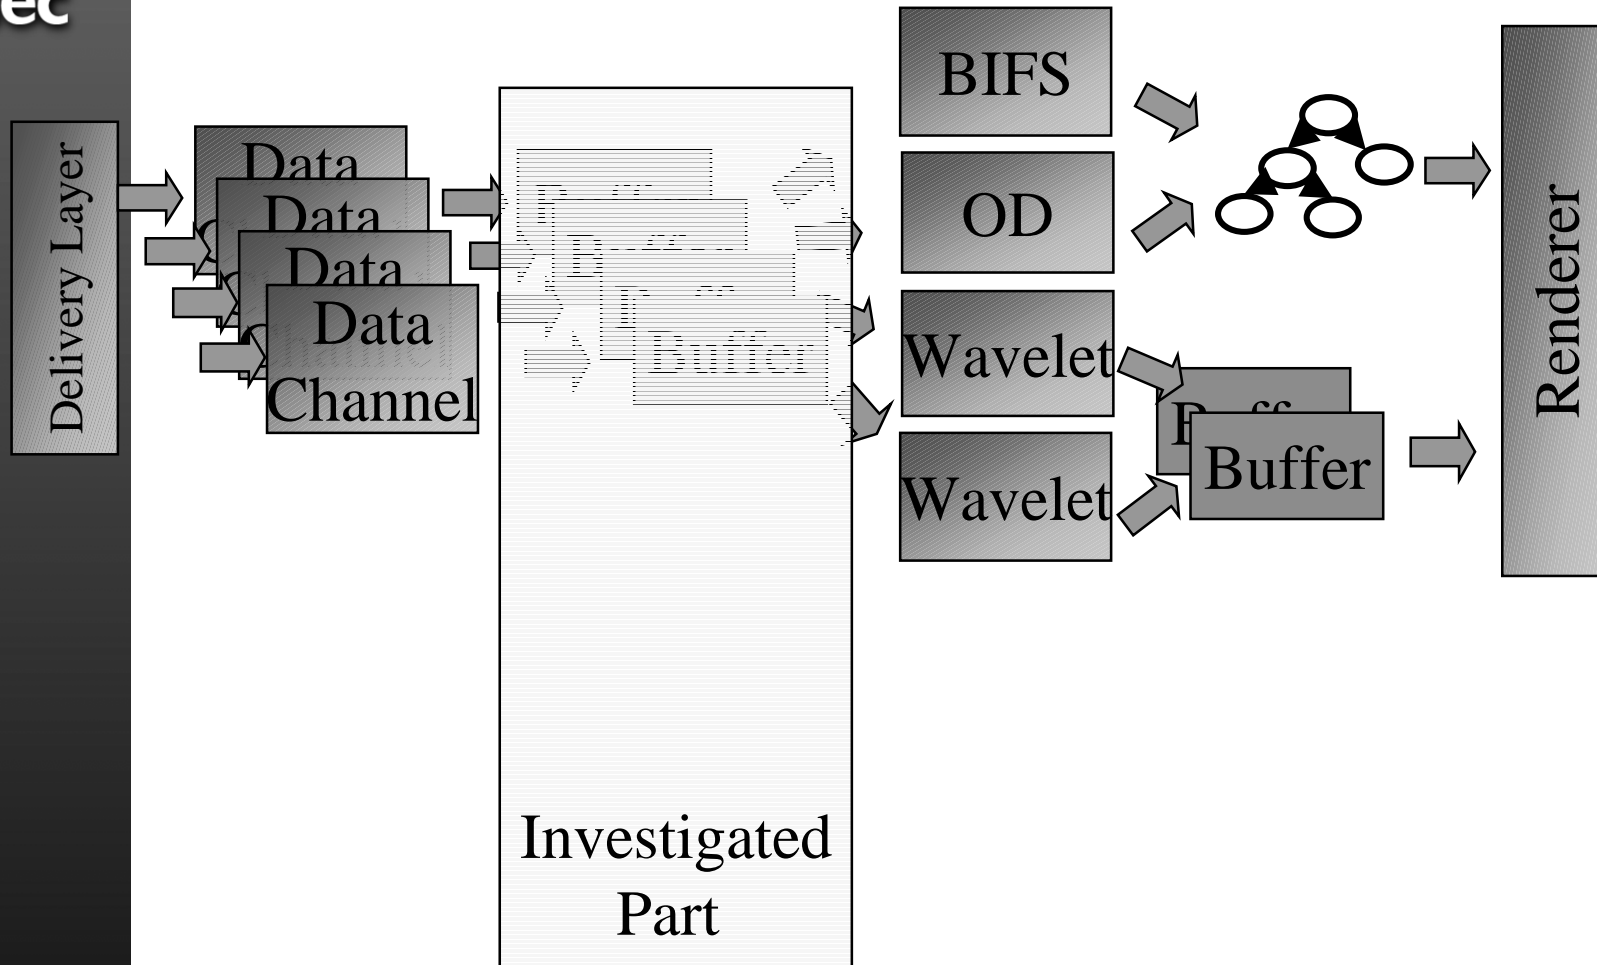 ec
Delivery Layer
Data
Data
Data
Data
Channel
Buffer
Investigated
Part
BIFS
OD
Wavelet
Wavelet
Buffer
Renderer